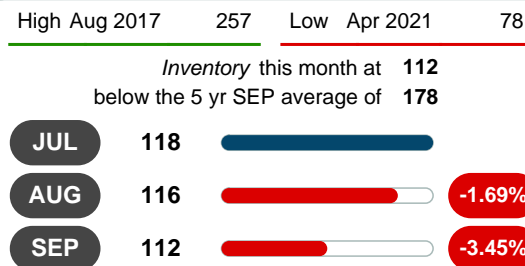 High Aug 2017 257 Low Apr 2021 78
Inventory this month at 112
below the 5 yr SEP average of 178
JUL 118
AUG 116 -1.69%
SEP 112 -3.45%